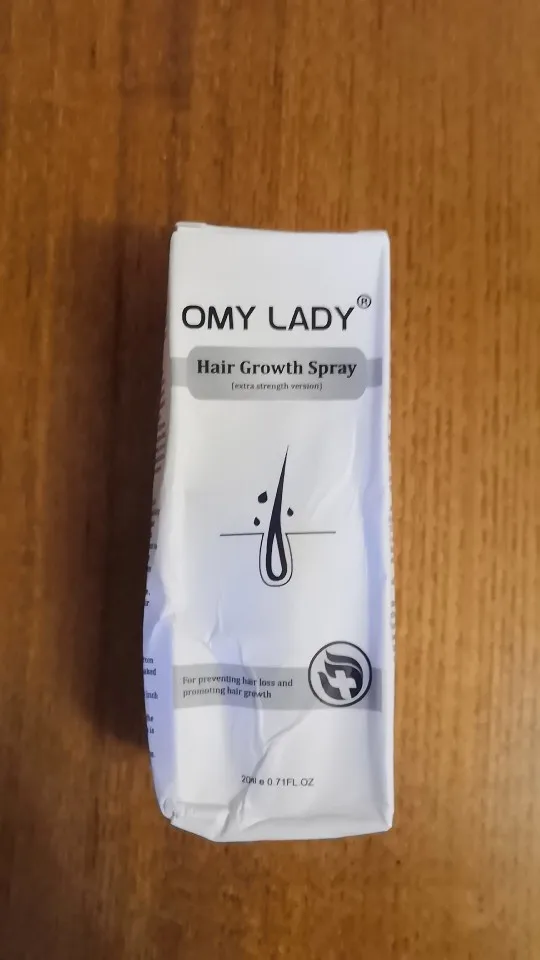 OMY LADY®
Hair Growth Spray
[extra strength version]
For preventing hair loss and
promoting hair growth
20ml e 0.71FL.OZ